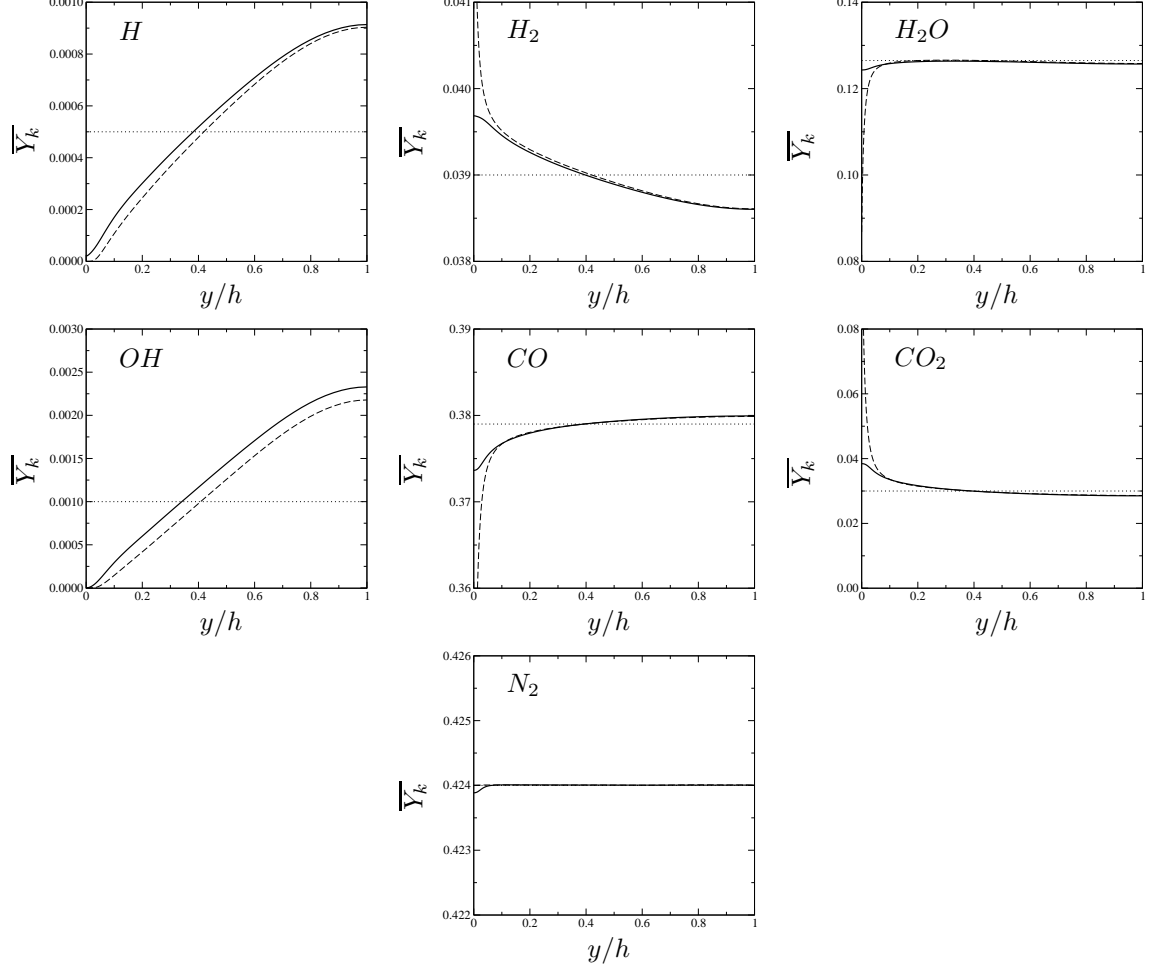 H
H₂
H₂O
0.0010
0.0008
0.0006
0.0004
0.0002
0.0000
0.041
0.040
0.039
0.038
0.14
0.12
0.10
0.08
Y̅ₖ
Y̅ₖ
Y̅ₖ
0 0.2 0.4 0.6 0.8 1
0 0.2 0.4 0.6 0.8 1
0 0.2 0.4 0.6 0.8 1
y/h
y/h
y/h
OH
CO
CO₂
0.0030
0.0025
0.0020
0.0015
0.0010
0.0005
0.0000
0.39
0.38
0.37
0.36
0.08
0.06
0.04
0.02
0.00
Y̅ₖ
Y̅ₖ
Y̅ₖ
0 0.2 0.4 0.6 0.8 1
0 0.2 0.4 0.6 0.8 1
0 0.2 0.4 0.6 0.8 1
y/h
y/h
y/h
N₂
0.426
0.425
0.424
0.423
0.422
Y̅ₖ
0 0.2 0.4 0.6 0.8 1
y/h